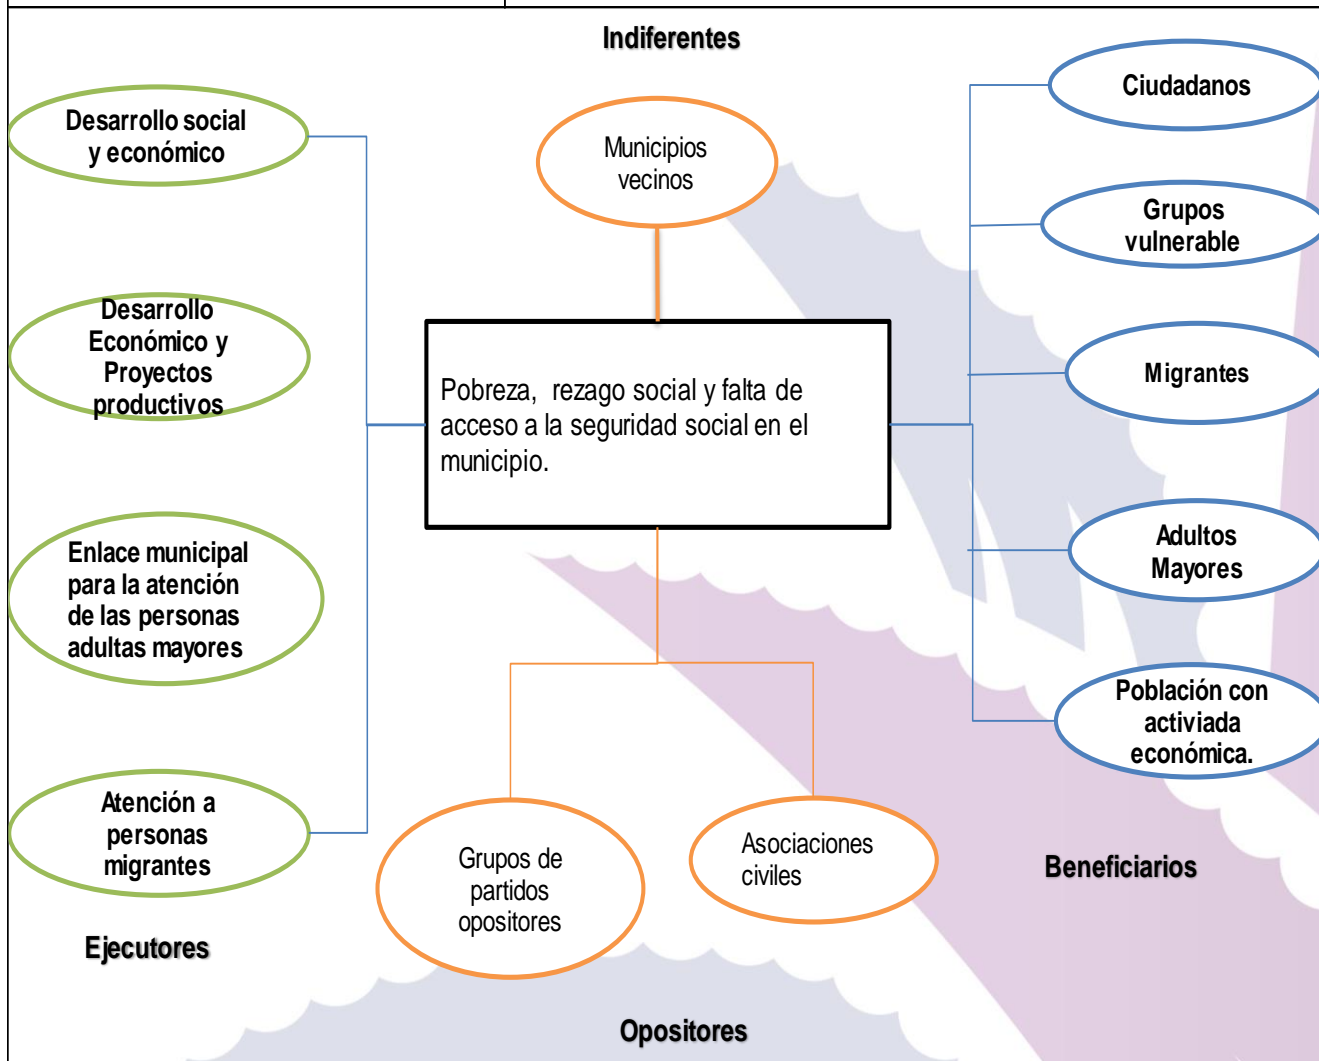 Indiferentes
Desarrollo social
y económico
Desarrollo
Económico y
Proyectos
productivos
Enlace municipal
para la atención
de las personas
adultas mayores
Atención a
personas
migrantes
Ejecutores
Municipios
vecinos
Pobreza, rezago social y falta de
acceso a la seguridad social en el
municipio.
Grupos de
partidos
opositores
Asociaciones
civiles
Opositores
Ciudadanos
Grupos
vulnerable
Migrantes
Adultos
Mayores
Población con
activiada
económica.
Beneficiarios